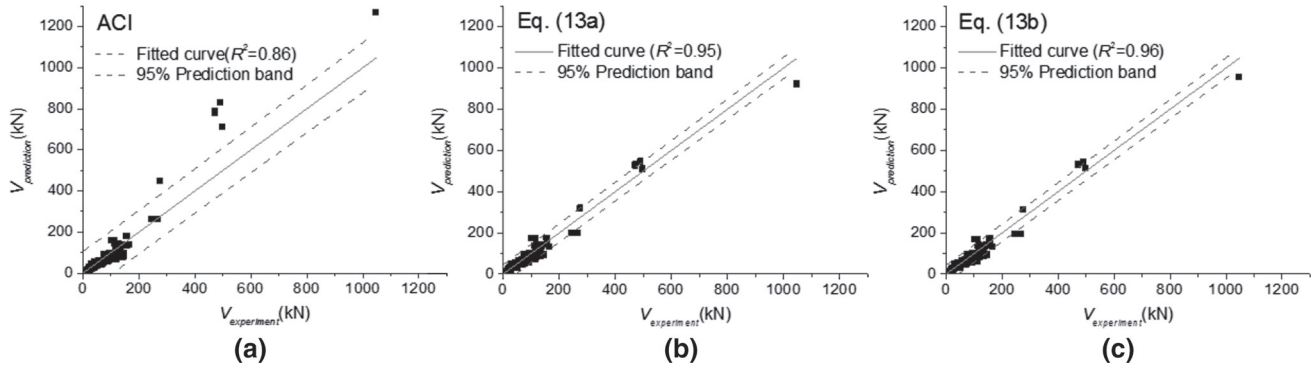 ACI
Fitted curve(R²=0.86)
95% Prediction band
1200
1000
800
600
400
200
0
V_prediction(kN)
0 200 400 600 800 1000 1200
V_experiment(kN)
(a)
Eq. (13a)
Fitted curve (R²=0.95)
95% Prediction band
1200
1000
800
600
400
200
0
V_prediction(kN)
0 200 400 600 800 1000 1200
V_experiment(kN)
(b)
Eq. (13b)
Fitted curve (R²=0.96)
95% Prediction band
1200
1000
800
600
400
200
0
V_prediction(kN)
0 200 400 600 800 1000 1200
V_experiment(kN)
(c)